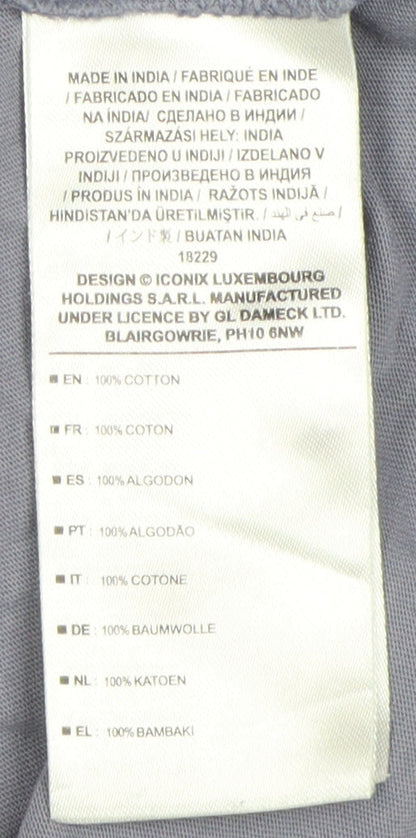 MADE IN INDIA / FABRIQUÉ EN INDE
/ FABRICADO EN INDIA / FABRICADO
NA ÍNDIA/ СДЕЛАНО В ИНДИИ /
SZÁRMAZÁSI HELY: INDIA
PROIZVEDENO U INDIJI / IZDELANO V
INDIJI / ПРОИЗВЕДЕНО В ИНДИЯ
/ PRODUS ÎN INDIA / RAŽOTS INDIJĀ /
HINDISTAN'DA ÜRETILMIŞTIR. / صنع في الهند /
/ インド製 / BUATAN INDIA
18229
DESIGN © ICONIX LUXEMBOURG
HOLDINGS S.A.R.L. MANUFACTURED
UNDER LICENCE BY GL DAMECK LTD.
BLAIRGOWRIE, PH10 6NW
EN : 100% COTTON
FR : 100% COTON
ES : 100% ALGODON
PT : 100% ALGODÃO
IT : 100% COTONE
DE : 100% BAUMWOLLE
NL : 100% KATOEN
EL : 100% BAMBAKI